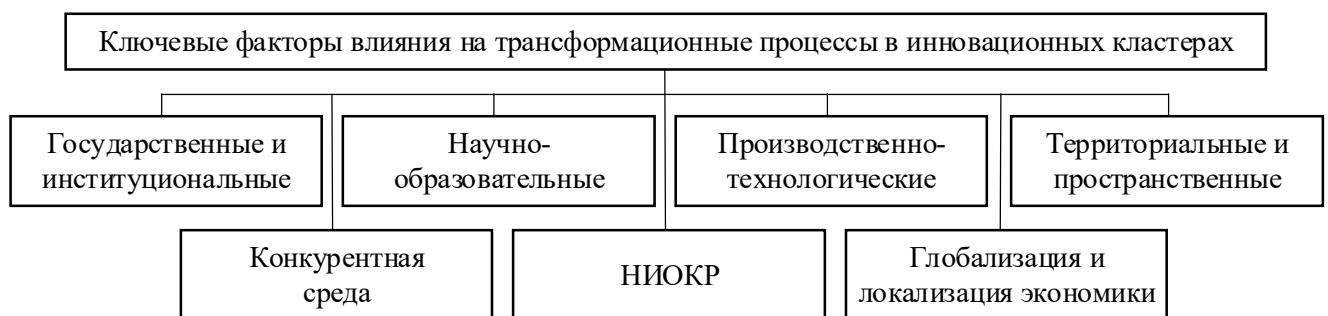 Ключевые факторы влияния на трансформационные процессы в инновационных кластерах
Государственные и
институциональные
Научно-
образовательные
Производственно-
технологические
Территориальные и
пространственные
Конкурентная
среда
НИОКР
Глобализация и
локализация экономики